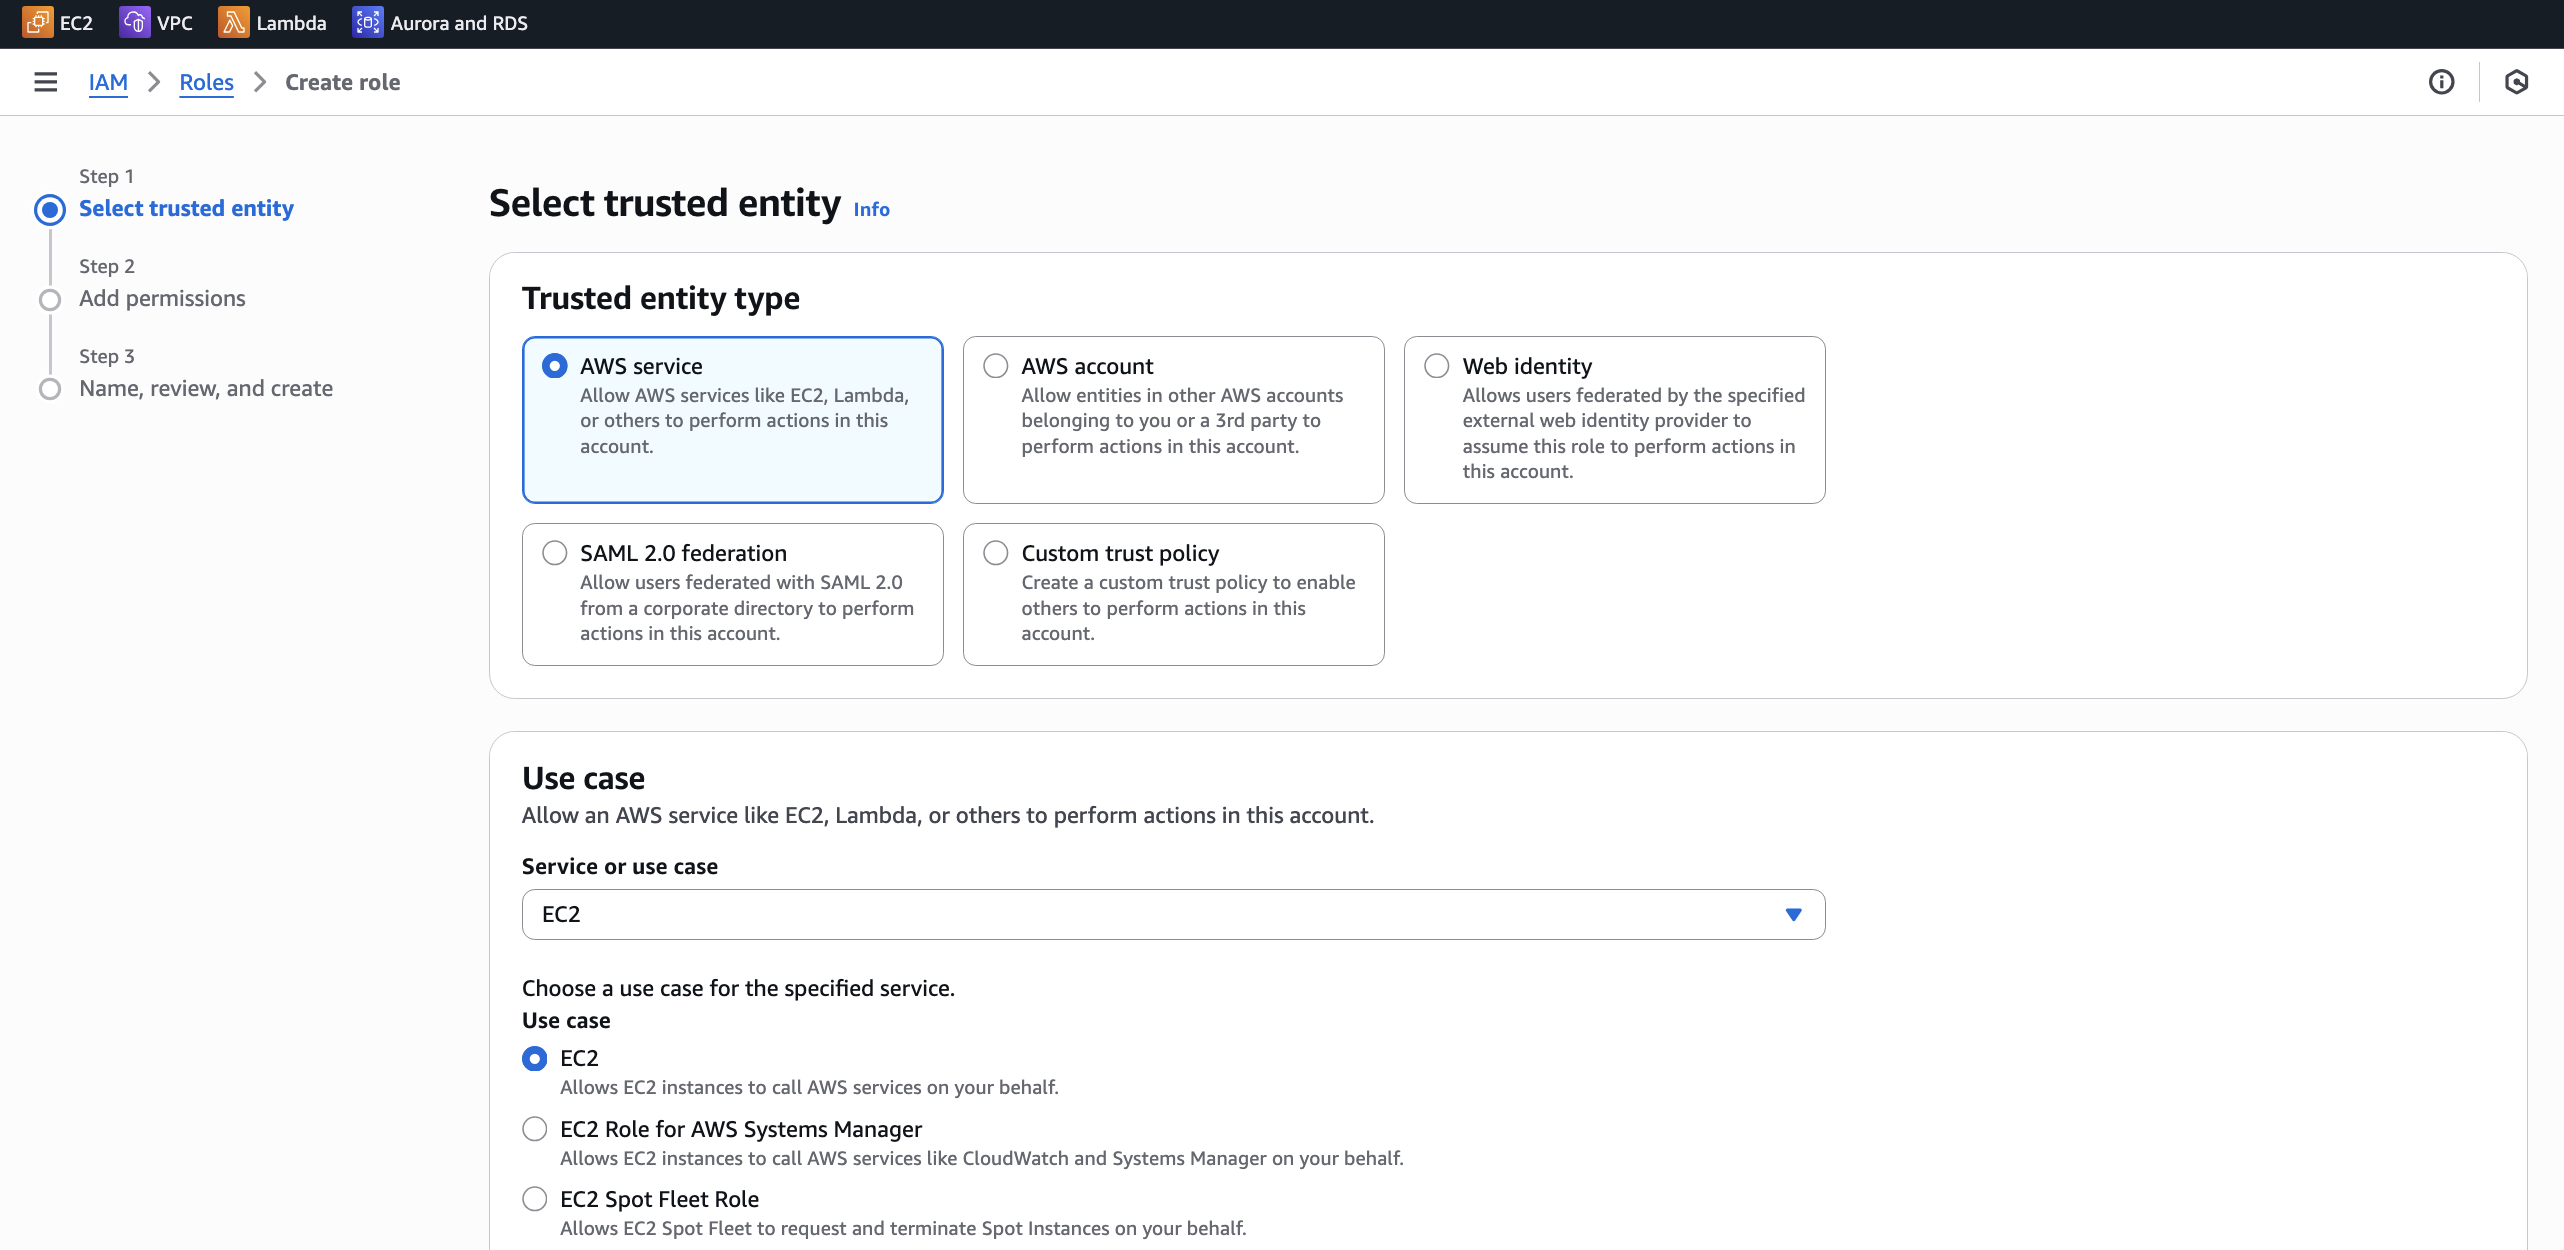 EC2 VPC Lambda Aurora and RDS
IAM Roles Create role
Step 1
Select trusted entity
Step 2
Add permissions
Step 3
Name, review, and create
Select trusted entity Info
Trusted entity type
AWS service
Allow AWS services like EC2, Lambda,
or others to perform actions in this
account.
AWS account
Allow entities in other AWS accounts
belonging to you or a 3rd party to
perform actions in this account.
Web identity
Allows users federated by the specified
external web identity provider to
assume this role to perform actions in
this account.
SAML 2.0 federation
Allow users federated with SAML 2.0
from a corporate directory to perform
actions in this account.
Custom trust policy
Create a custom trust policy to enable
others to perform actions in this
account.
Use case
Allow an AWS service like EC2, Lambda, or others to perform actions in this account.
Service or use case
EC2
Choose a use case for the specified service.
Use case
EC2
Allows EC2 instances to call AWS services on your behalf.
EC2 Role for AWS Systems Manager
Allows EC2 instances to call AWS services like CloudWatch and Systems Manager on your behalf.
EC2 Spot Fleet Role
Allows EC2 Spot Fleet to request and terminate Spot Instances on your behalf.